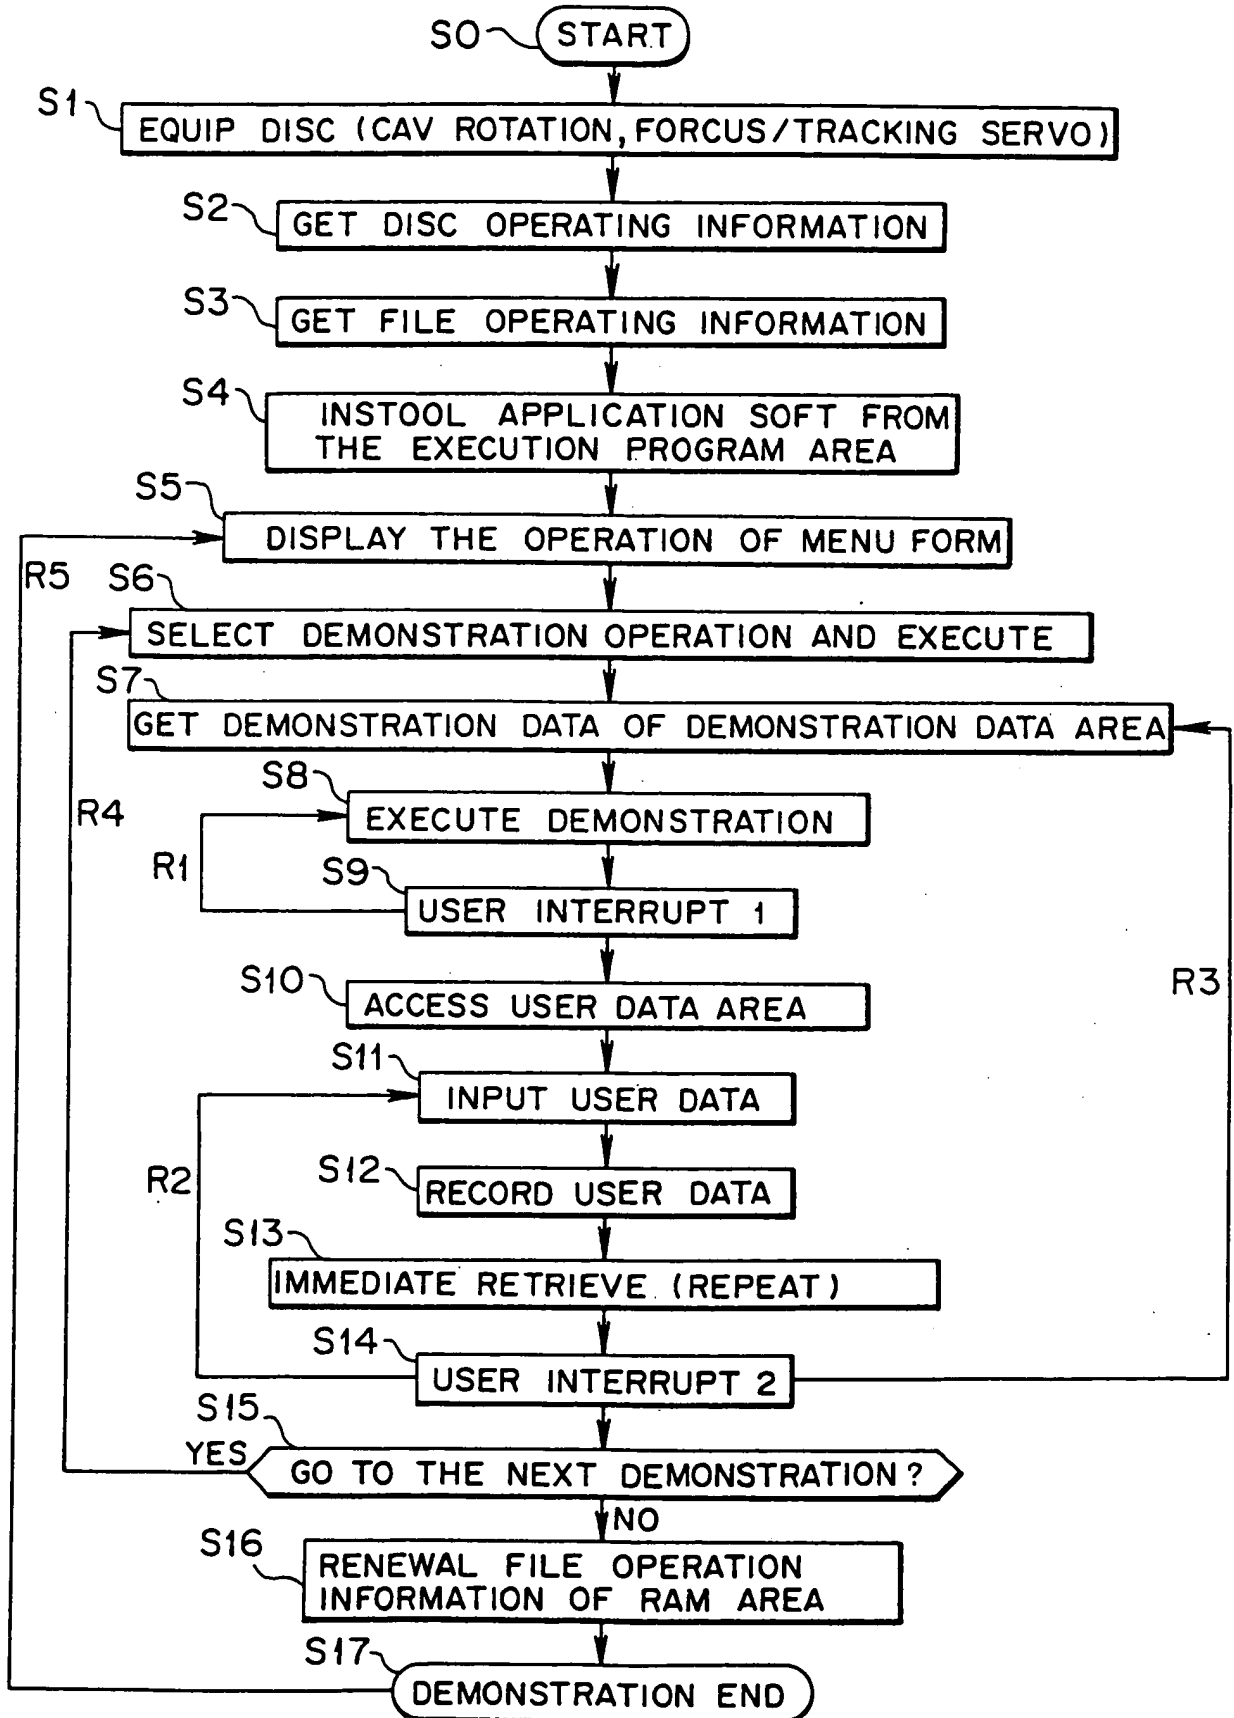 S0
START
S1
EQUIP DISC (CAV ROTATION, FORCUS/TRACKING SERVO)
S2
GET DISC OPERATING INFORMATION
S3
GET FILE OPERATING INFORMATION
S4
INSTOOL APPLICATION SOFT FROM
THE EXECUTION PROGRAM AREA
S5
DISPLAY THE OPERATION OF MENU FORM
R5
S6
SELECT DEMONSTRATION OPERATION AND EXECUTE
S7
GET DEMONSTRATION DATA OF DEMONSTRATION DATA AREA
S8
R4
EXECUTE DEMONSTRATION
R1
S9
USER INTERRUPT 1
S10
R3
ACCESS USER DATA AREA
S11
INPUT USER DATA
R2
S12
RECORD USER DATA
S13
IMMEDIATE RETRIEVE (REPEAT)
S14
USER INTERRUPT 2
S15
YES
GO TO THE NEXT DEMONSTRATION?
NO
S16
RENEWAL FILE OPERATION
INFORMATION OF RAM AREA
S17
DEMONSTRATION END